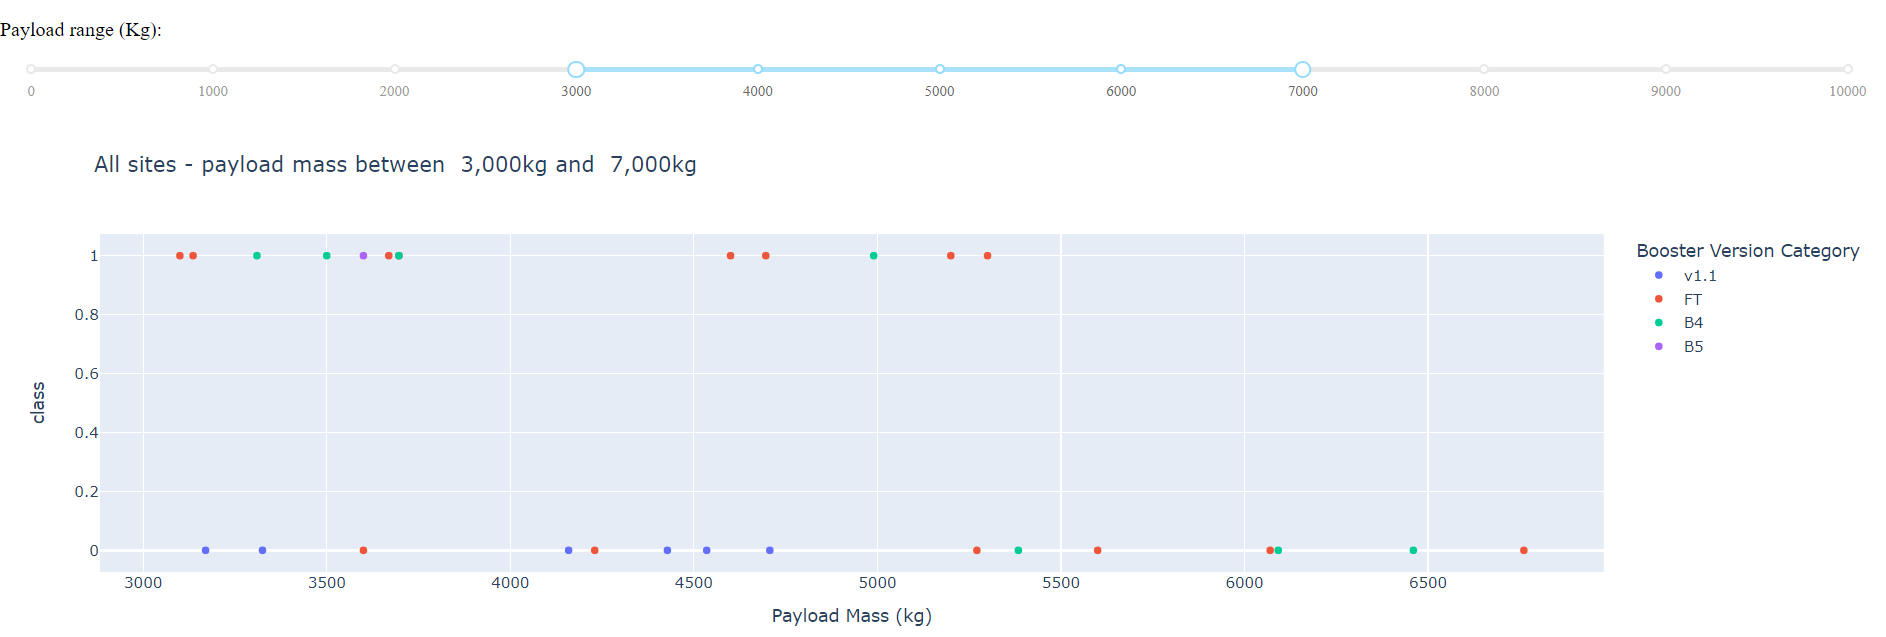 Payload range (Kg):
0 1000 2000 3000 4000 5000 6000 7000 8000 9000 10000
All sites - payload mass between  3,000kg and  7,000kg
Booster Version Category
v1.1
FT
B4
B5
1
0.8
0.6
0.4
0.2
0
class
3000 3500 4000 4500 5000 5500 6000 6500
Payload Mass (kg)